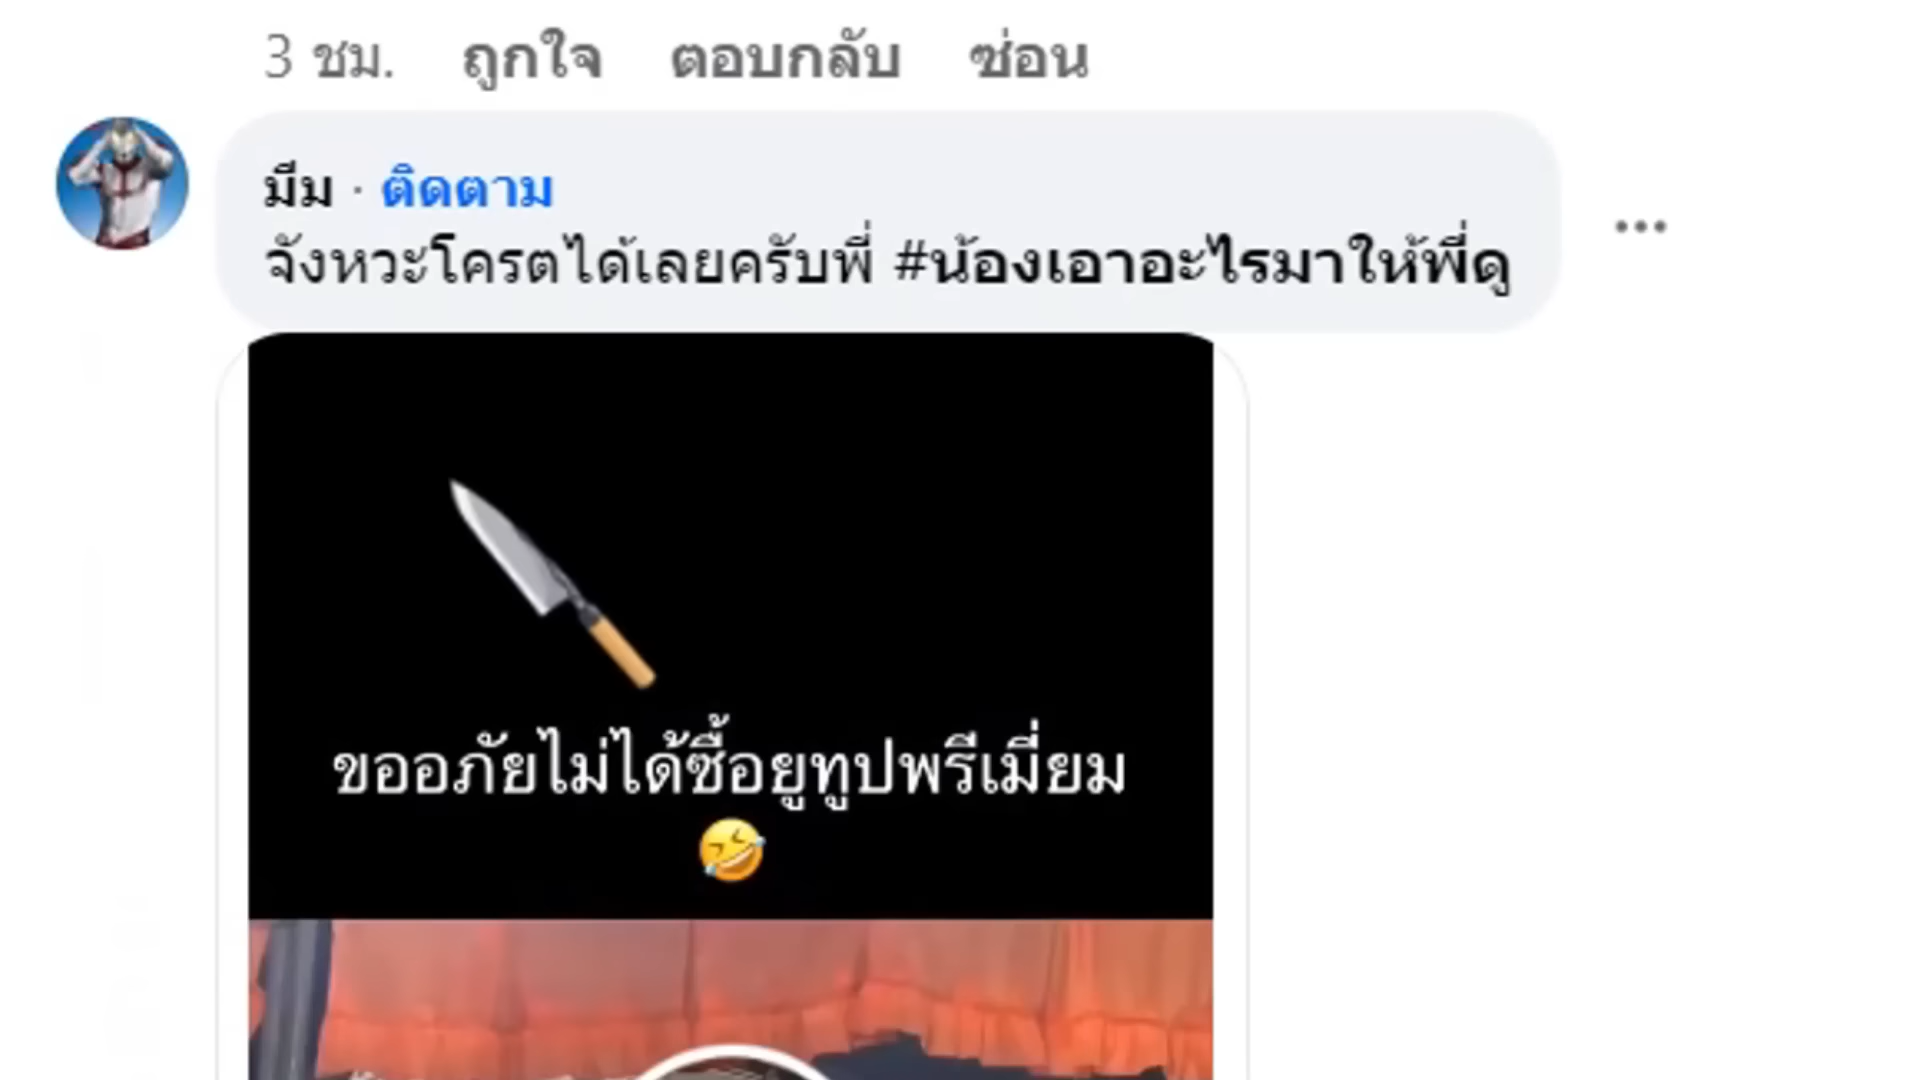 3 ชม. ถูกใจ ตอบกลับ ซ่อน
มีม · ติดตาม
จังหวะโครตได้เลยครับพี่ #น้องเอาอะไรมาให้พี่ดู
ขออภัยไม่ได้ซื้อยูทูปพรีเมี่ยม
🤣